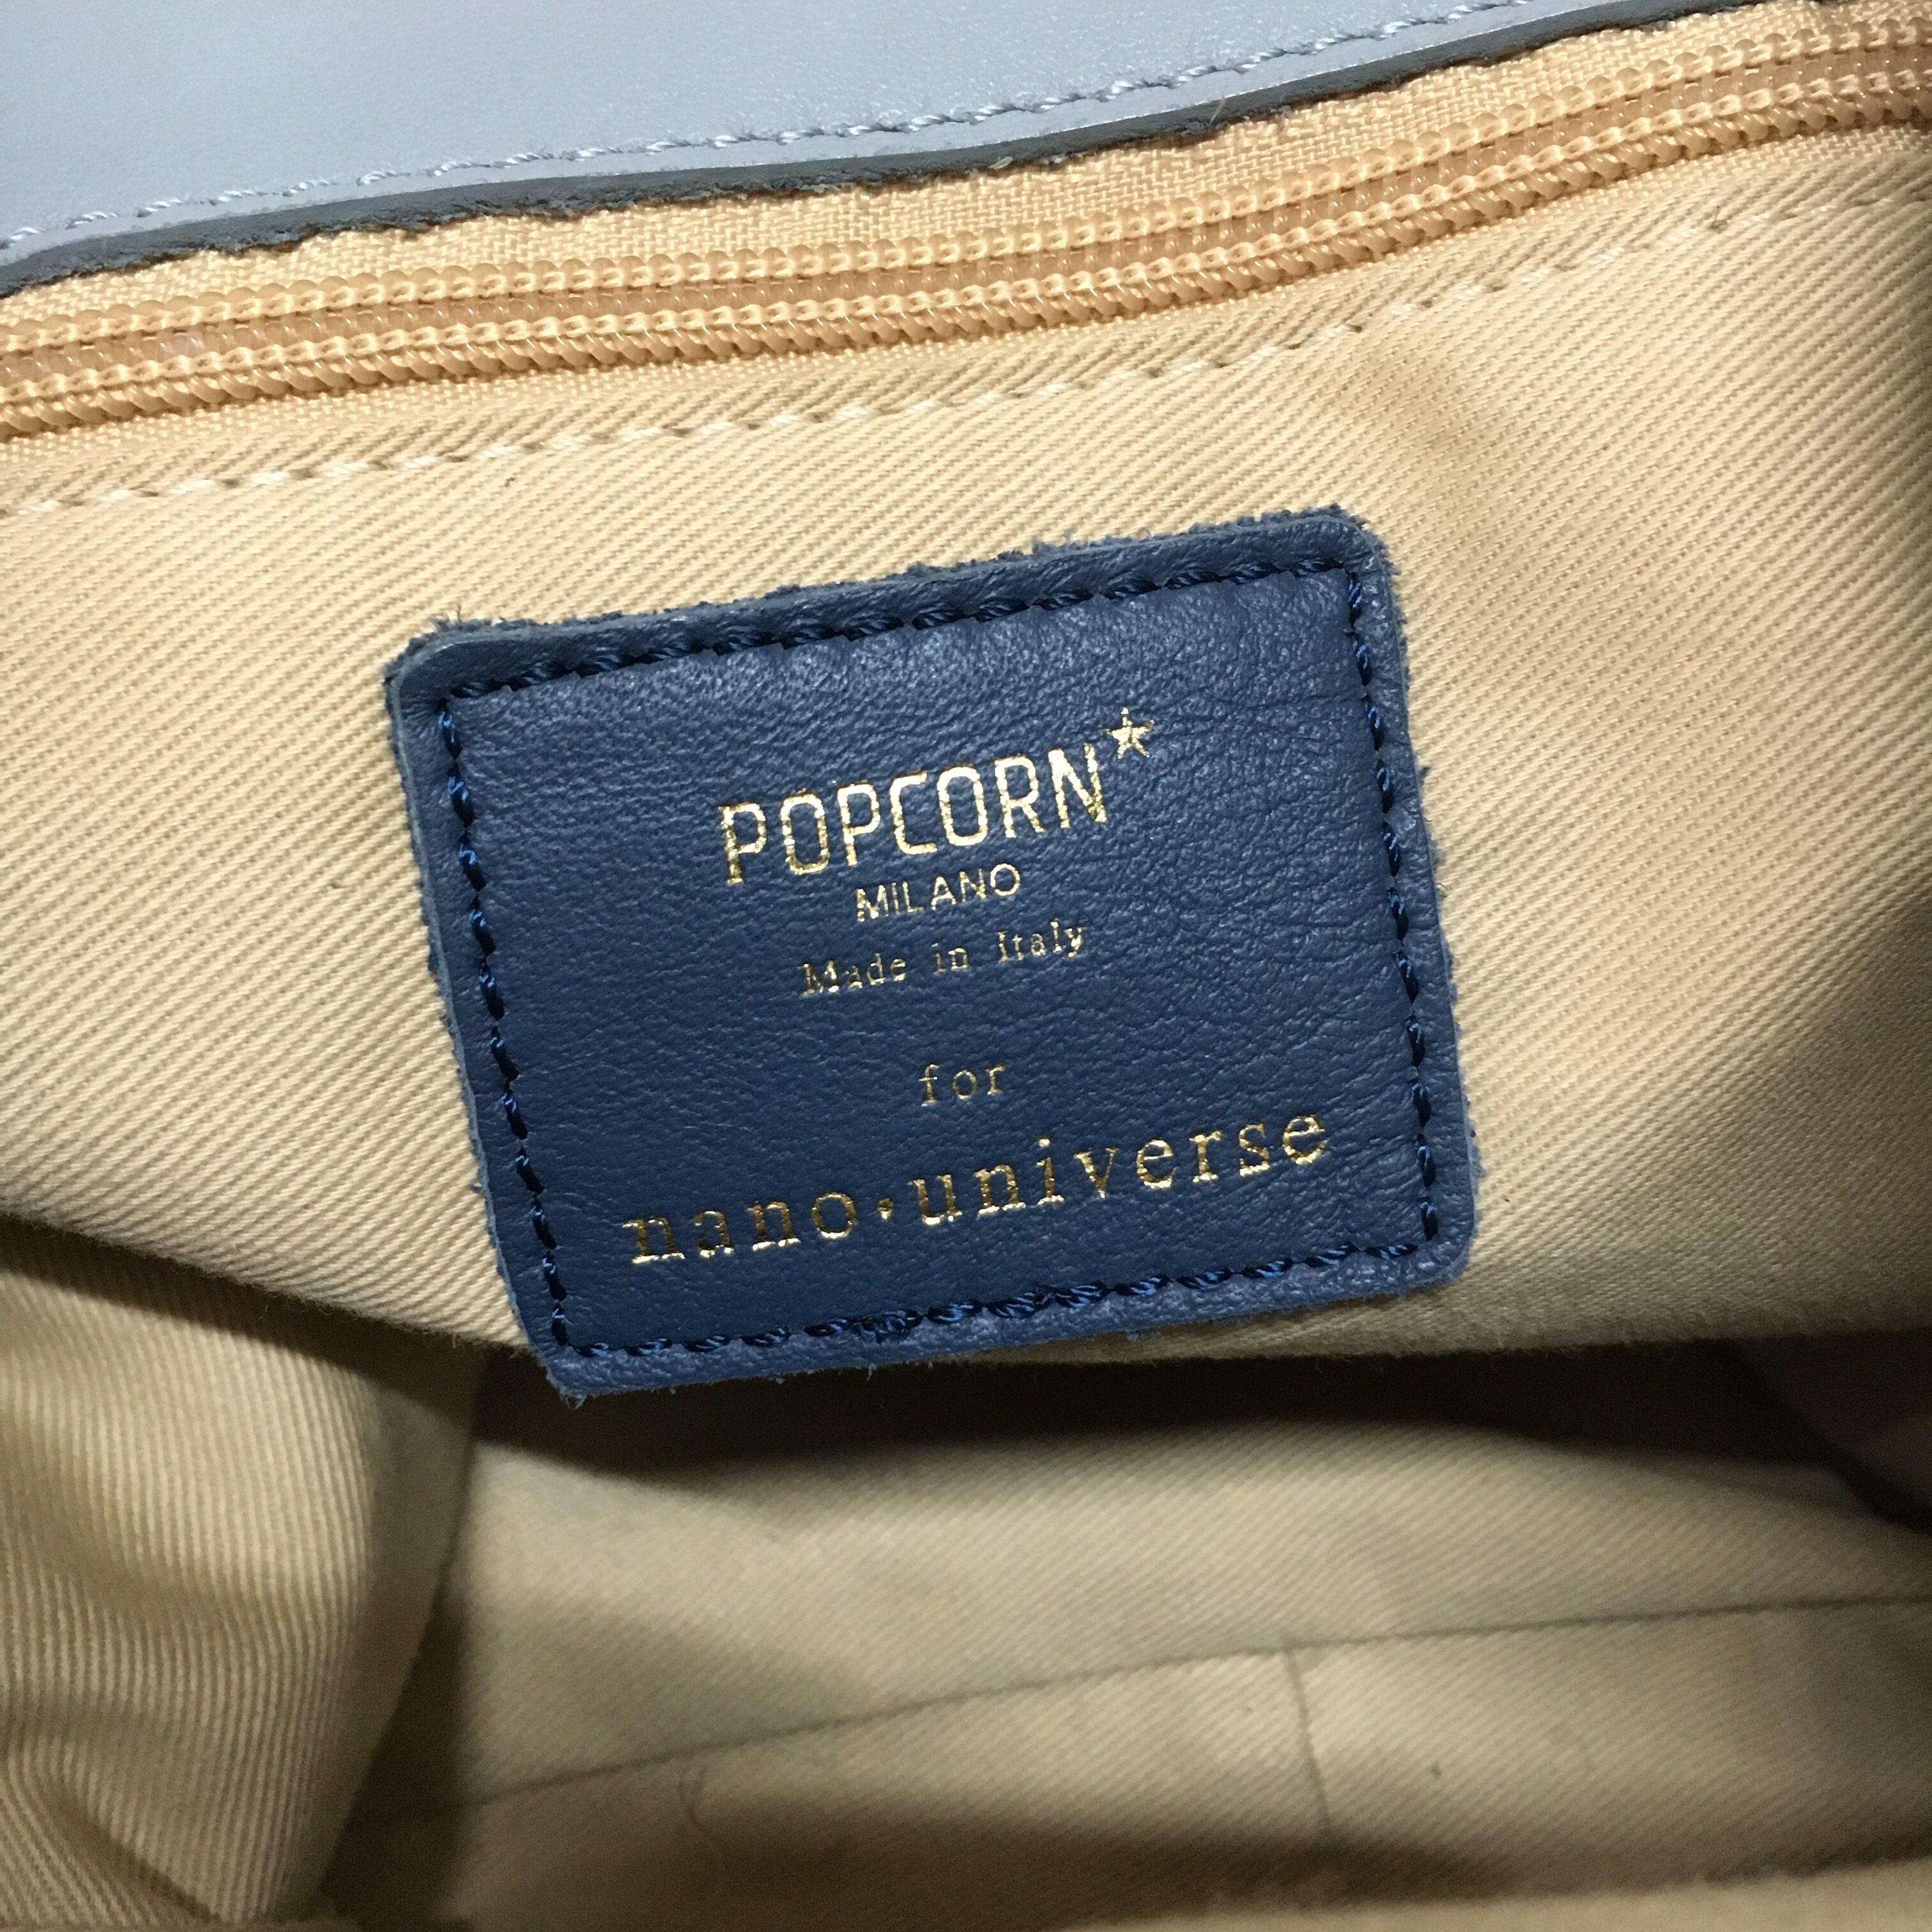 POPCORN★
MILANO
Made in Italy
for
nano・universe